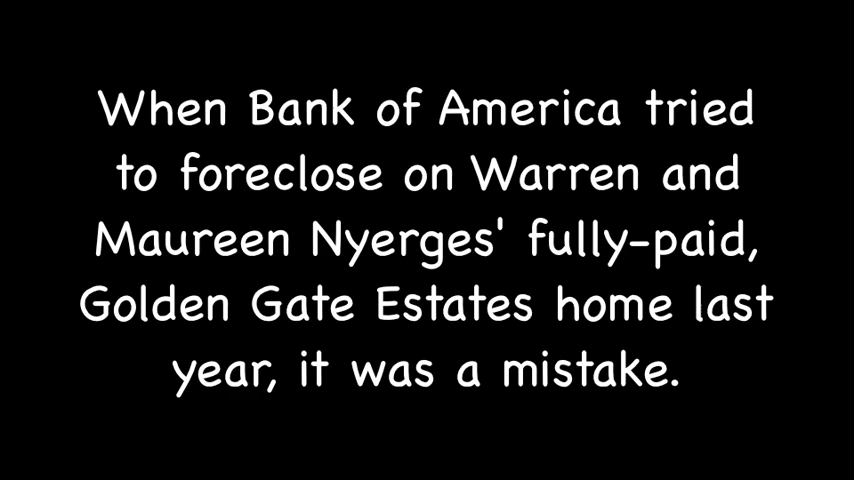 When Bank of America tried
to foreclose on Warren and
Maureen Nyerges' fully-paid,
Golden Gate Estates home last
year, it was a mistake.